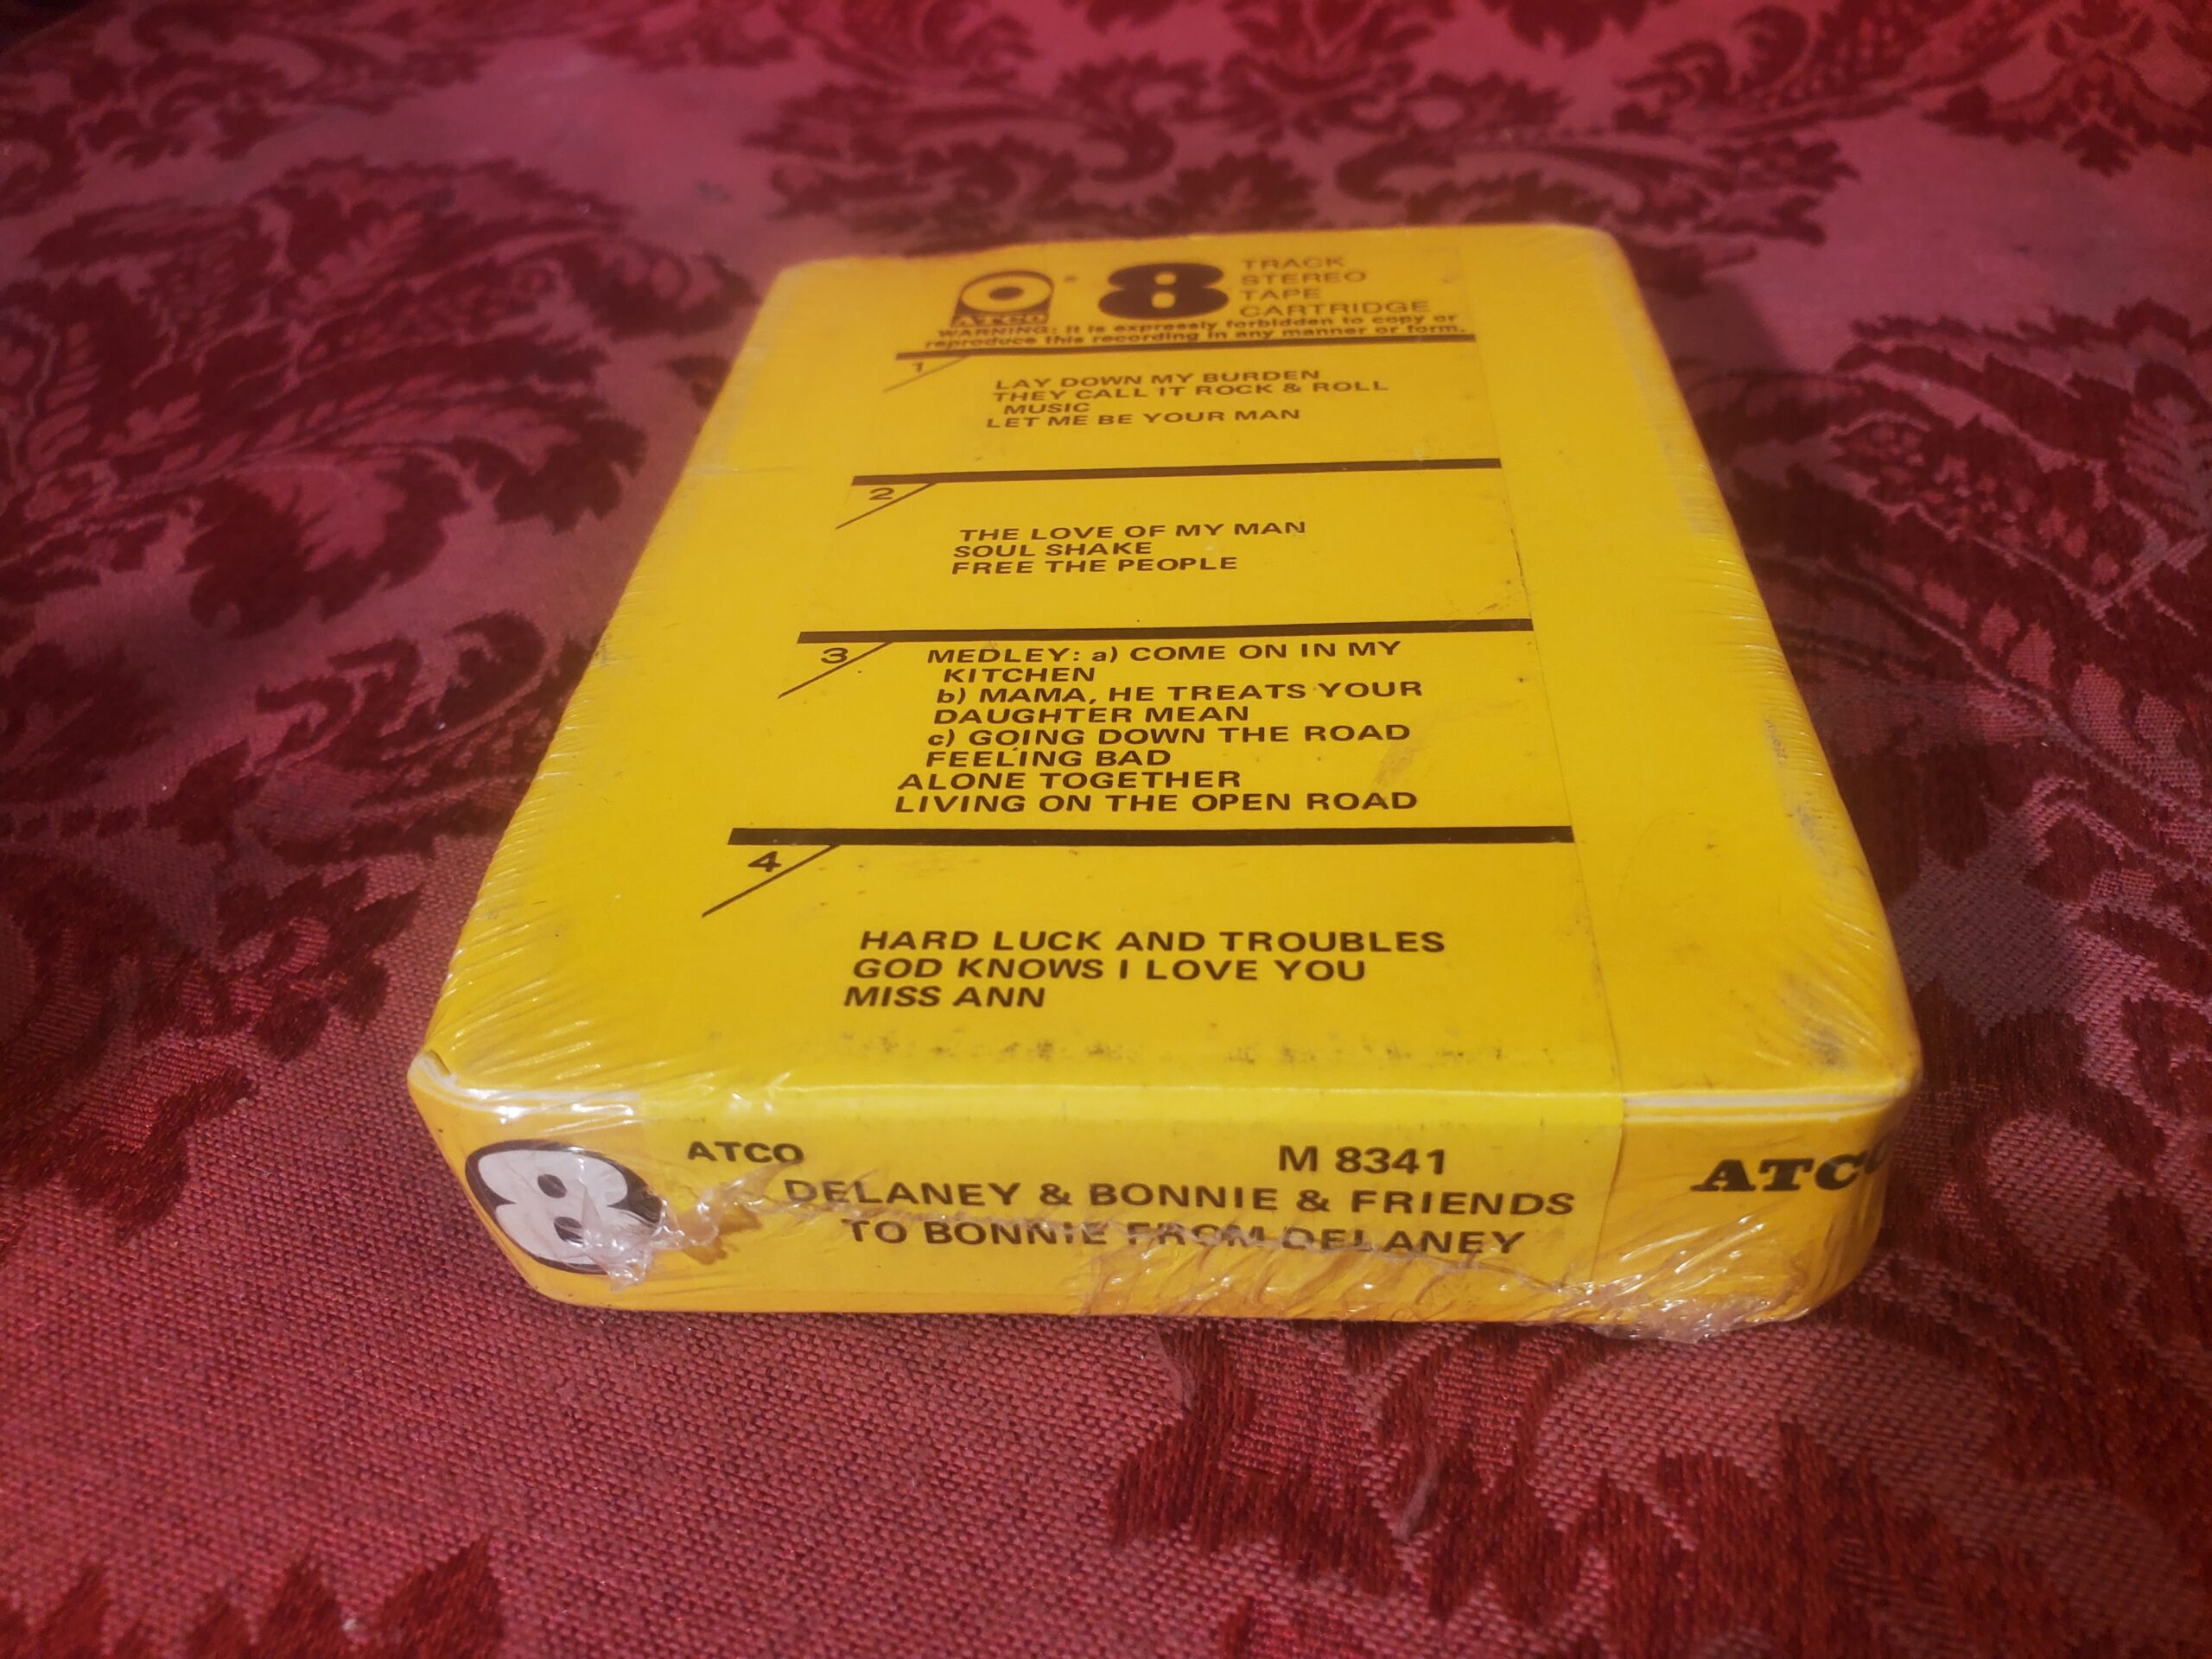 ATCO ® 8 TRACK
STEREO
TAPE
CARTRIDGE
WARNING: It is expressly forbidden to copy or
reproduce this recording in any manner or form.
1
LAY DOWN MY BURDEN
THEY CALL IT ROCK & ROLL
MUSIC
LET ME BE YOUR MAN
2
THE LOVE OF MY MAN
SOUL SHAKE
FREE THE PEOPLE
3
MEDLEY: a) COME ON IN MY
KITCHEN
b) MAMA, HE TREATS YOUR
DAUGHTER MEAN
c) GOING DOWN THE ROAD
FEELING BAD
ALONE TOGETHER
LIVING ON THE OPEN ROAD
4
HARD LUCK AND TROUBLES
GOD KNOWS I LOVE YOU
MISS ANN
8
ATCO M 8341
DELANEY & BONNIE & FRIENDS
TO BONNIE FROM DELANEY
ATCO